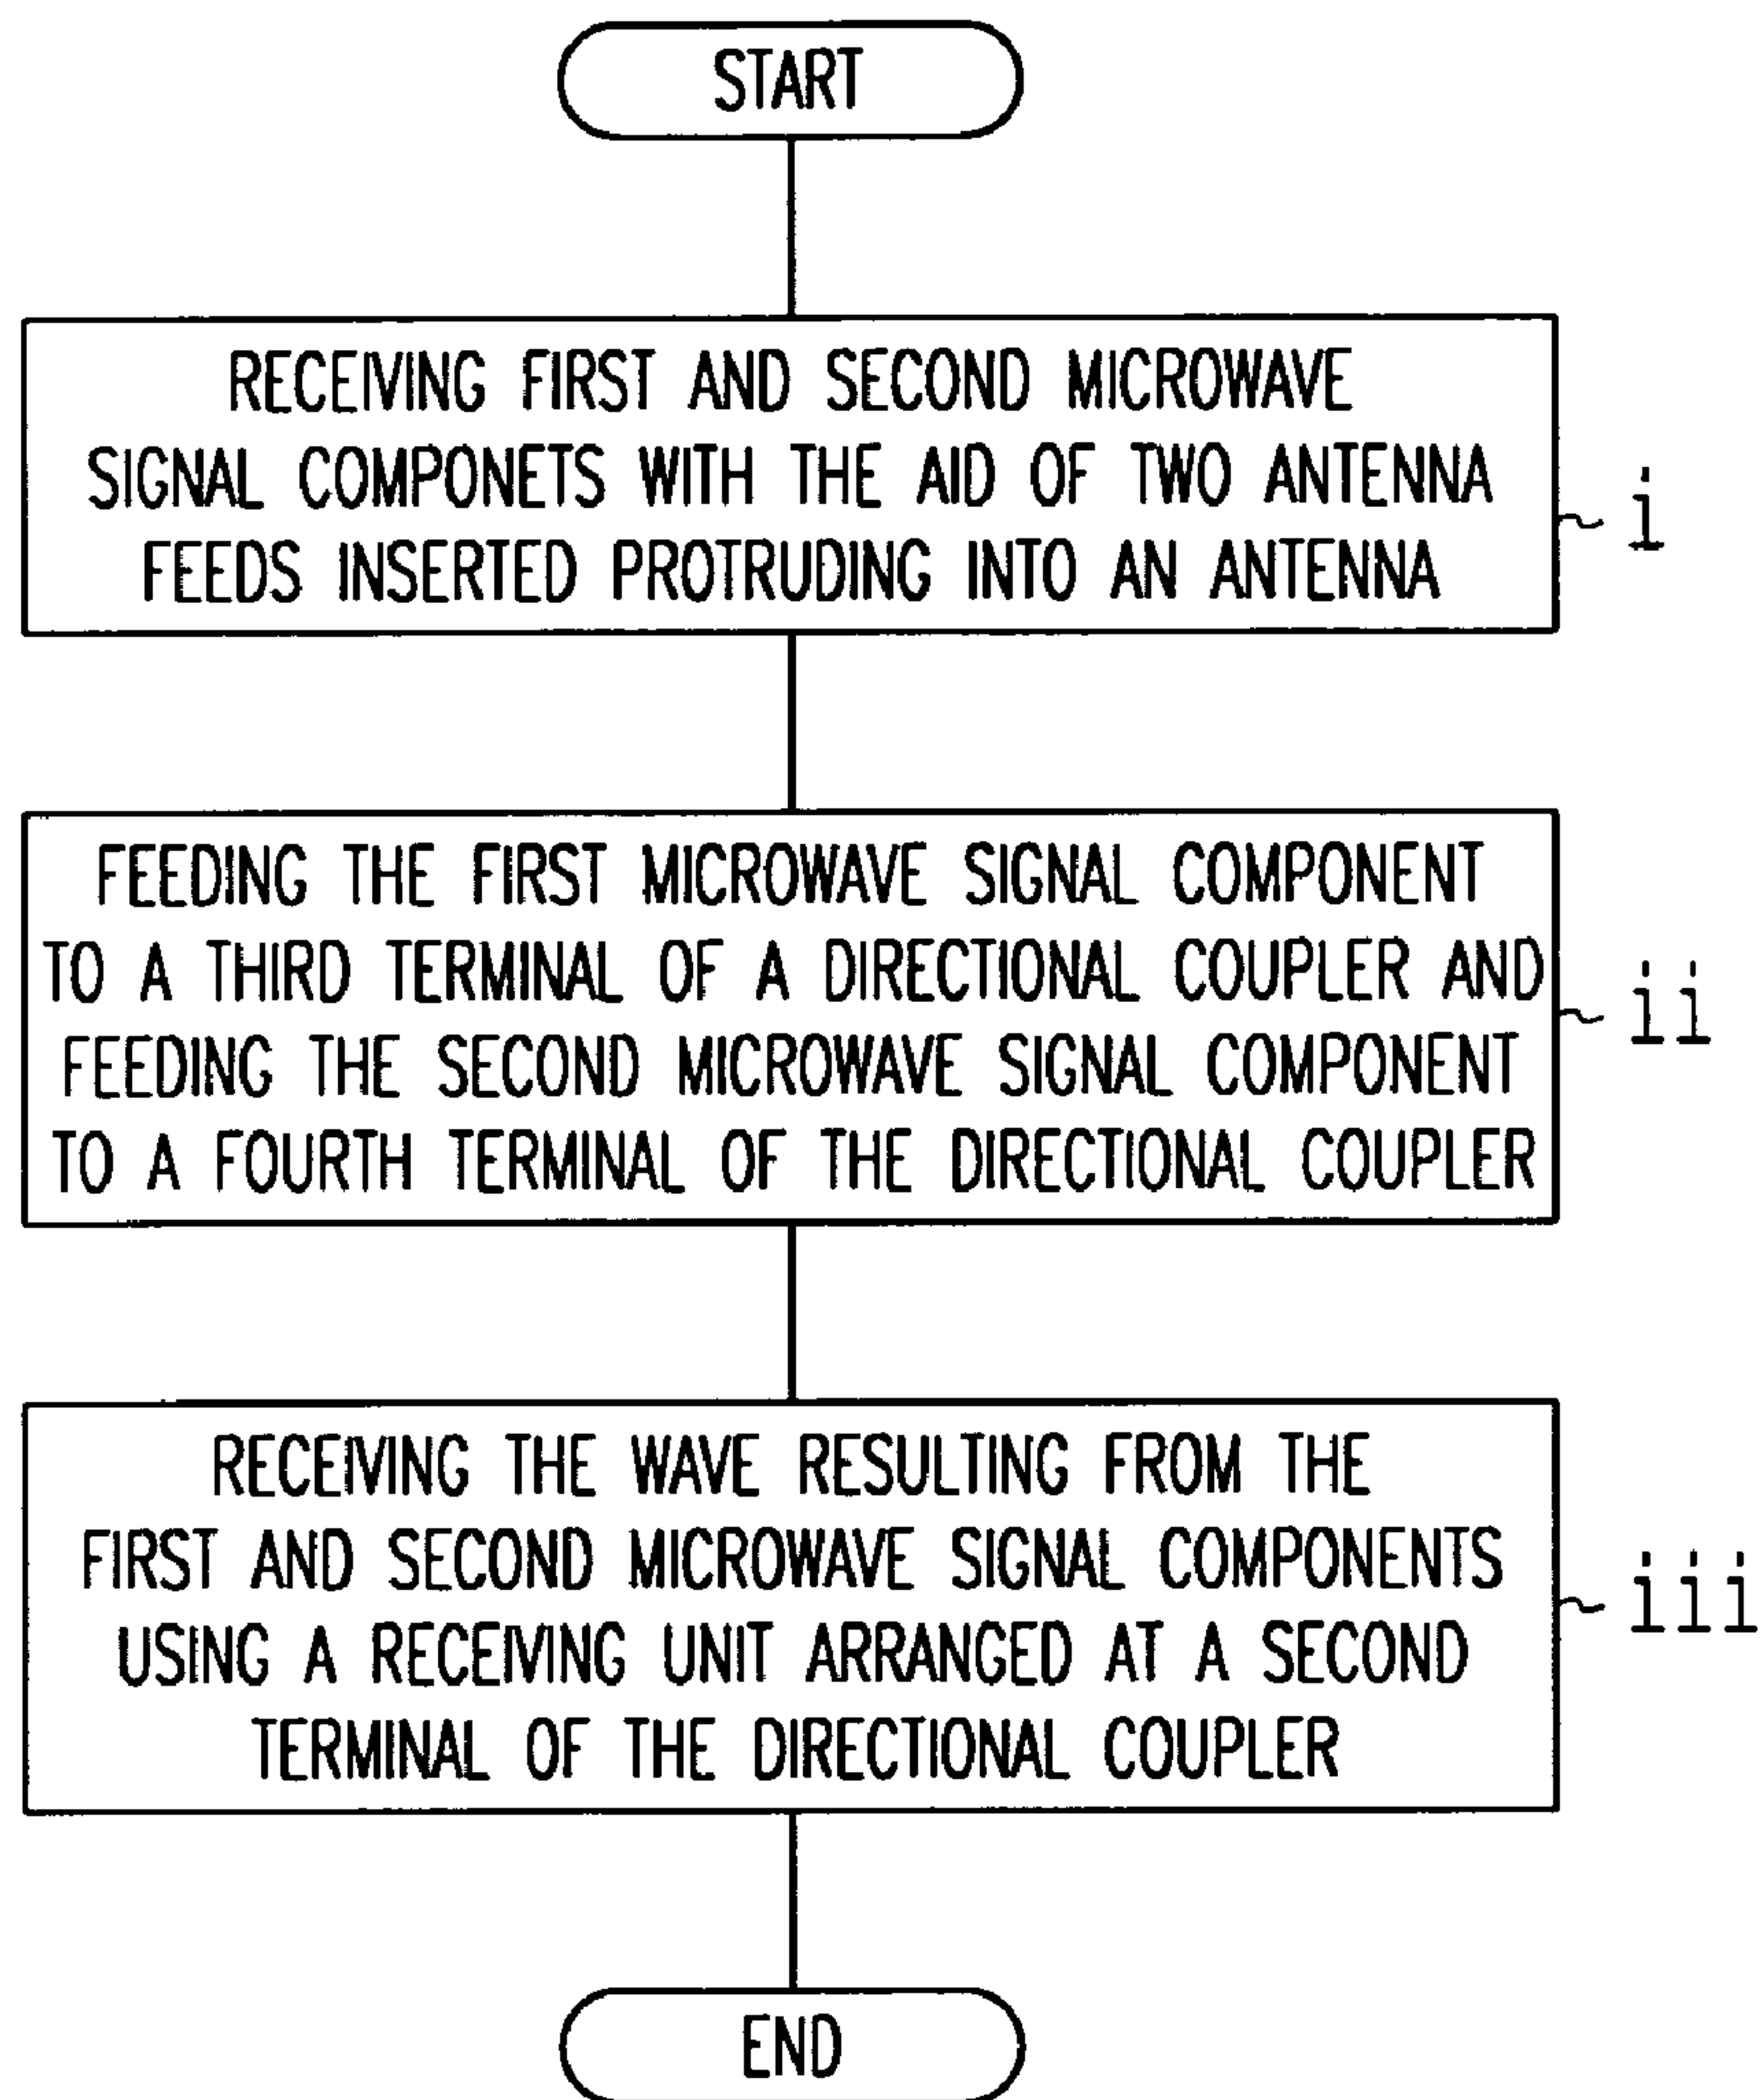 START
RECEIVING FIRST AND SECOND MICROWAVE
SIGNAL COMPONETS WITH THE AID OF TWO ANTENNA
FEEDS INSERTED PROTRUDING INTO AN ANTENNA
i
FEEDING THE FIRST MICROWAVE SIGNAL COMPONENT
TO A THIRD TERMINAL OF A DIRECTIONAL COUPLER AND
FEEDING THE SECOND MICROWAVE SIGNAL COMPONENT
TO A FOURTH TERMINAL OF THE DIRECTIONAL COUPLER
ii
RECEIVING THE WAVE RESULTING FROM THE
FIRST AND SECOND MICROWAVE SIGNAL COMPONENTS
USING A RECEIVING UNIT ARRANGED AT A SECOND
TERMINAL OF THE DIRECTIONAL COUPLER
iii
END